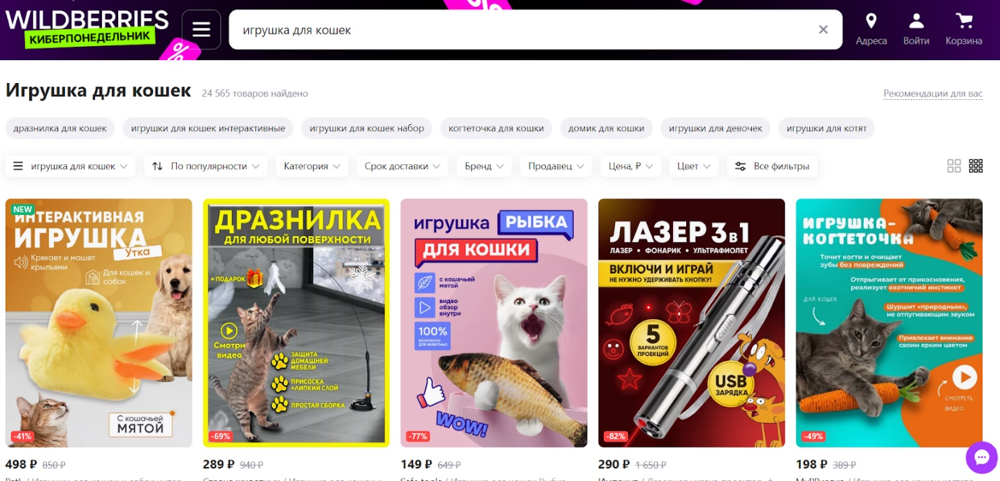 WILDBERRIES
КИБЕРПОНЕДЕЛЬНИК
%
%
игрушка для кошек
Адреса
Войти
Корзина
Игрушка для кошек
24 565 товаров найдено
Рекомендации для вас
дразнилка для кошек
игрушки для кошек интерактивные
игрушки для кошек набор
когтеточка для кошки
домик для кошки
игрушки для девочек
игрушки для котят
игрушка для кошек
По популярности
Категория
Срок доставки
Бренд
Продавец
Цена, ₽
Цвет
Все фильтры
NEW
ИНТЕРАКТИВНАЯ
ИГРУШКА
Утка
Крякает и машет
крыльями
Для кошек и
собак
С кошачьей
МЯТОЙ
-41%
498 ₽ 850 ₽
ДРАЗНИЛКА
ДЛЯ ЛЮБОЙ ПОВЕРХНОСТИ
+ ПОДАРОК
Смотри
видео
ЗАЩИТА
ДОМАШНЕЙ
МЕБЕЛИ
ПРИСОСКА
+ЛИПКИЙ СЛОЙ
ПРОСТАЯ СБОРКА
-69%
289 ₽ 940 ₽
игрушка РЫБКА
ДЛЯ КОШКИ
с кошачьей
мятой
видео
обзор
внутри
100%
БЕЗОПАСНО
ДЛЯ ЖИВОТНЫХ
WOW!
-77%
149 ₽ 649 ₽
ЛАЗЕР 3в1
ЛАЗЕР • ФОНАРИК • УЛЬТРАФИОЛЕТ
ВКЛЮЧИ И ИГРАЙ
НЕ НУЖНО УДЕРЖИВАТЬ КНОПКУ!
5
ВАРИАНТОВ
ПРОЕКЦИЙ
USB
ЗАРЯДКА
-82%
290 ₽ 1 650 ₽
ИГРУШКА-
КОГТЕТОЧКА
Точит когти и очищает
зубы без повреждений
Отпрыгивает от прикосновения,
реализует охотничий инстинкт
ДЛЯ КОШЕК
Шуршит «природным»,
не отпугивающим звуком
Привлекает внимание
своим ярким цветом
СМОТРЕТЬ
ВИДЕО
-49%
198 ₽ 389 ₽